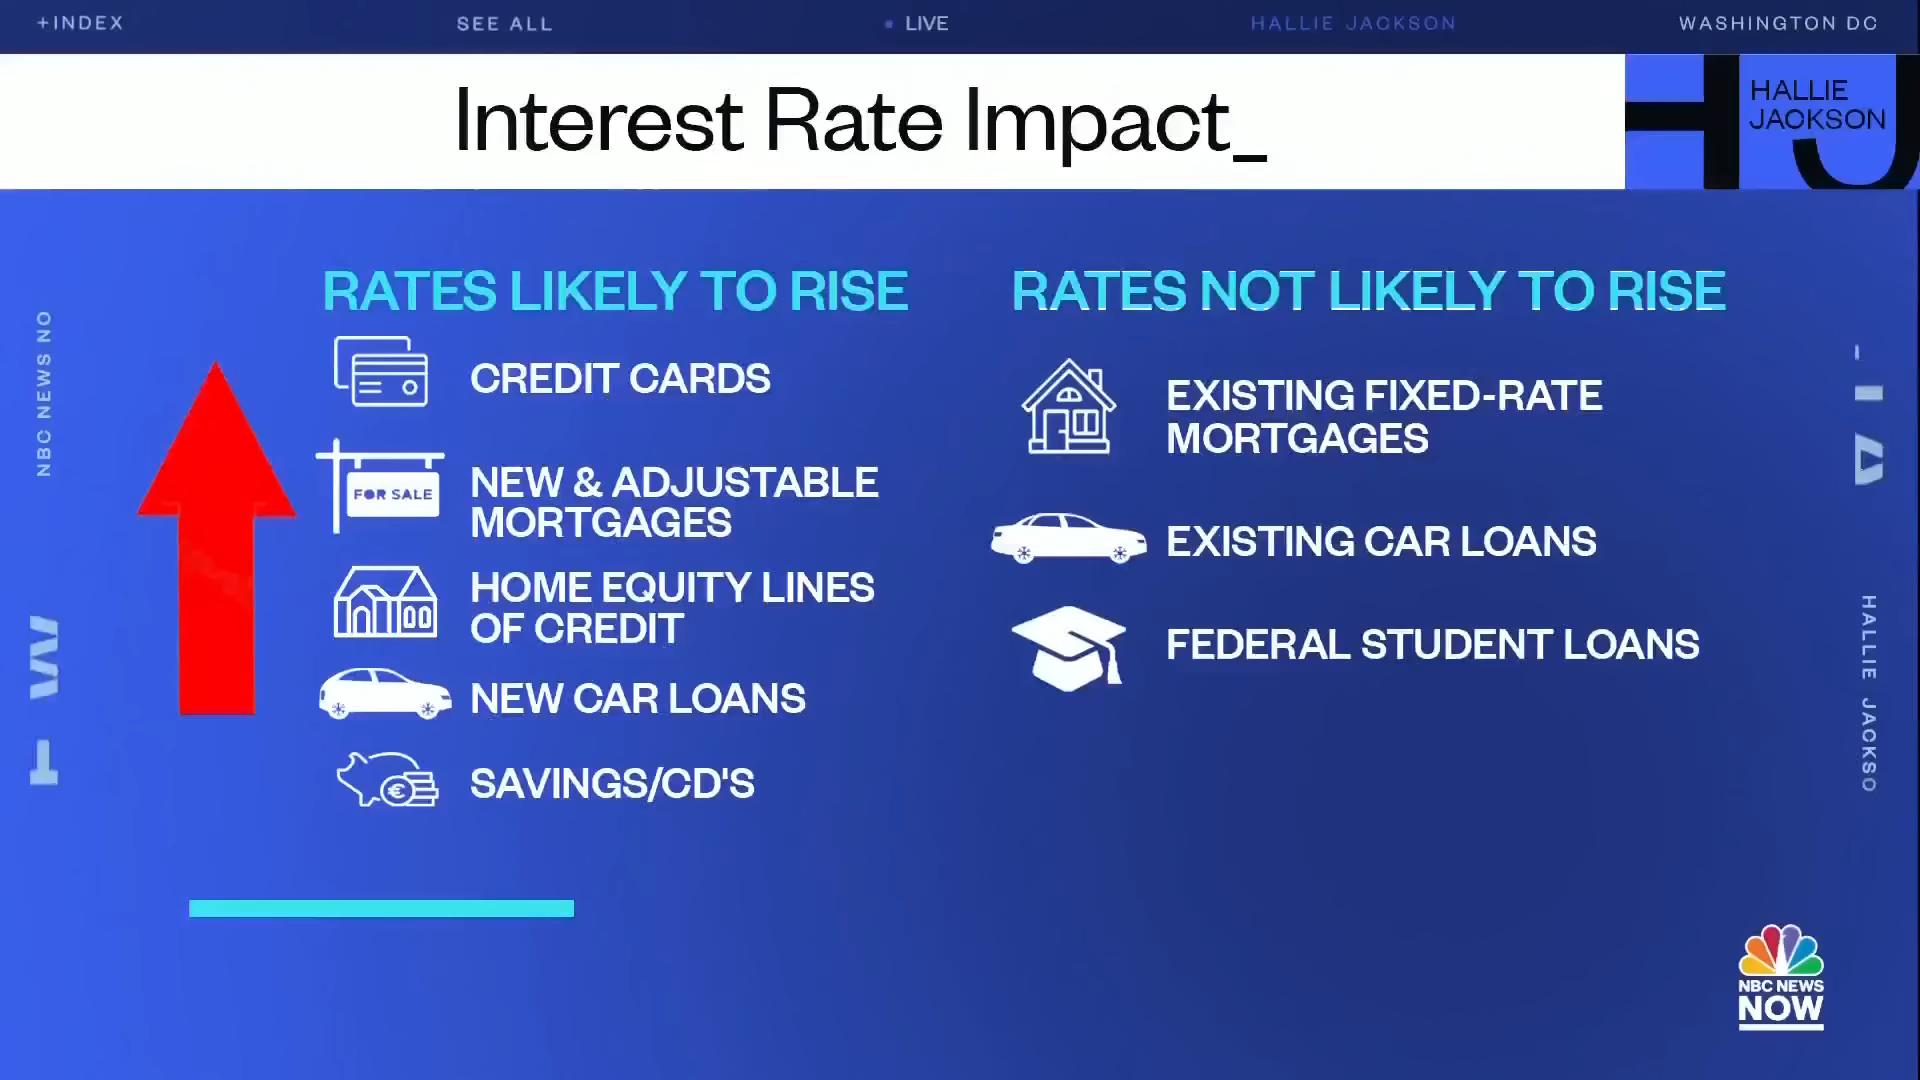 +INDEX
SEE ALL
LIVE
HALLIE JACKSON
WASHINGTON DC
Interest Rate Impact_
HALLIE
JACKSON
HJ
RATES LIKELY TO RISE
CREDIT CARDS
FOR SALE
NEW & ADJUSTABLE
MORTGAGES
HOME EQUITY LINES
OF CREDIT
NEW CAR LOANS
€
SAVINGS/CD'S
RATES NOT LIKELY TO RISE
EXISTING FIXED-RATE
MORTGAGES
EXISTING CAR LOANS
FEDERAL STUDENT LOANS
NBC NEWS NO
HALLIE JACKSO
NBC NEWS
NOW